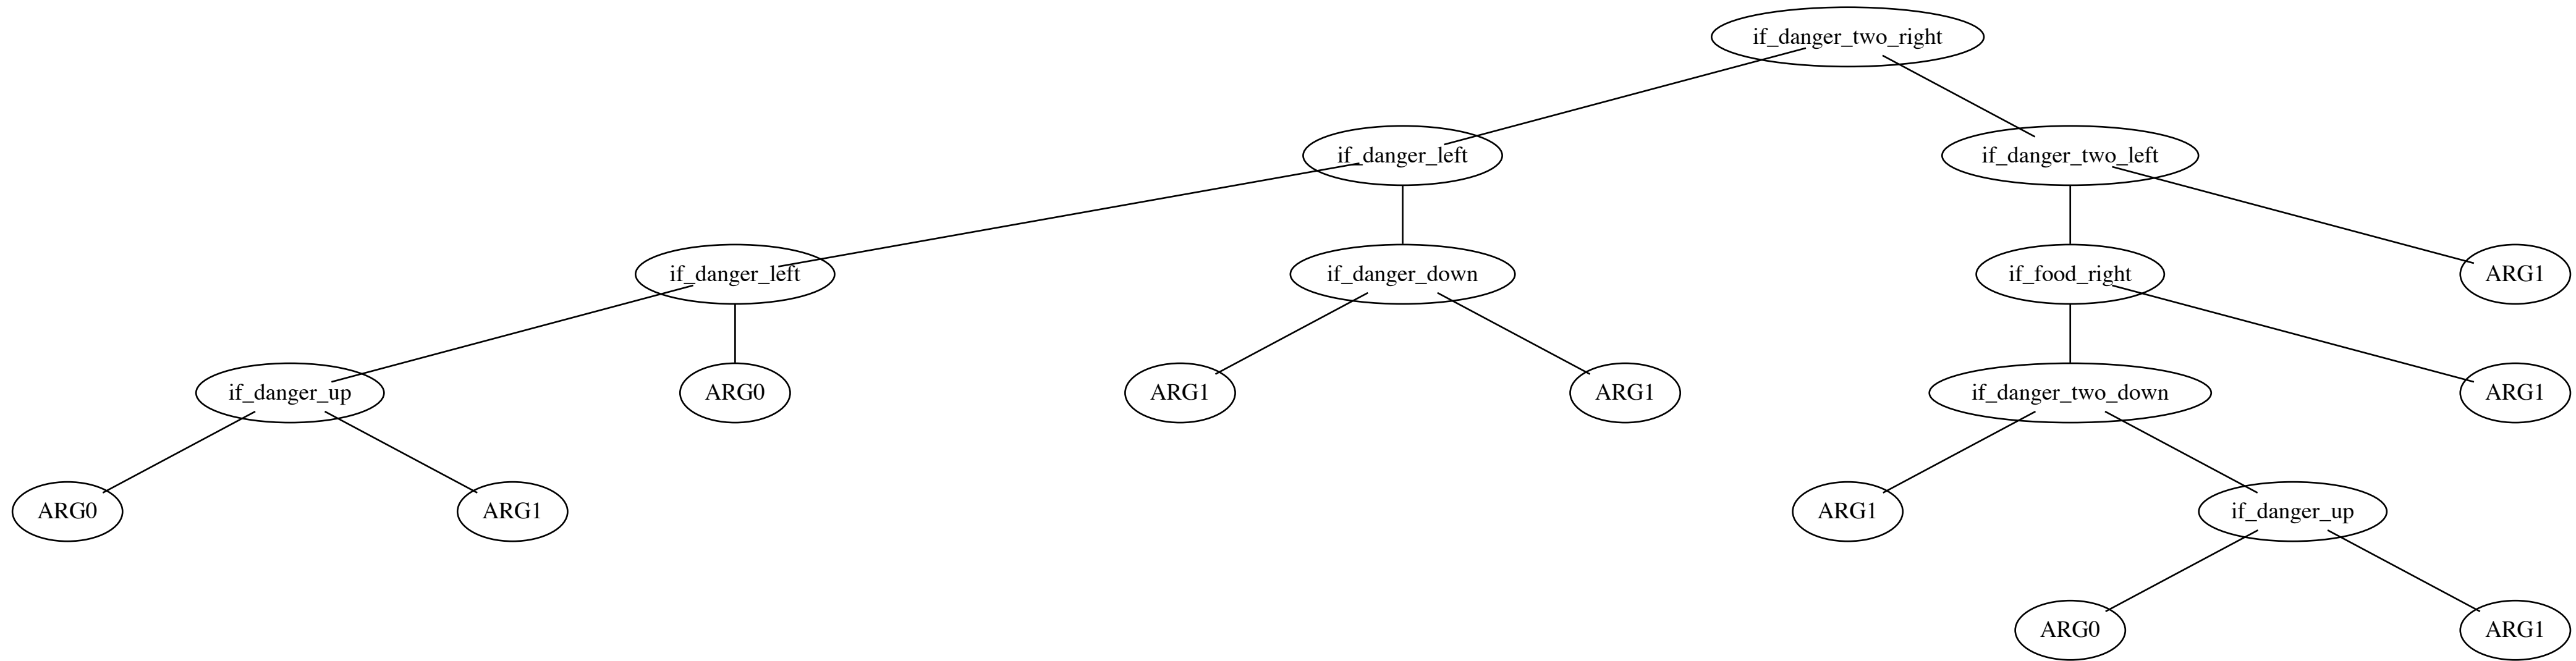 if_danger_two_right
if_danger_left
if_danger_two_left
if_danger_left
if_danger_down
if_food_right
ARG1
if_danger_up
ARG0
ARG1
ARG1
if_danger_two_down
ARG1
ARG0
ARG1
ARG1
if_danger_up
ARG0
ARG1